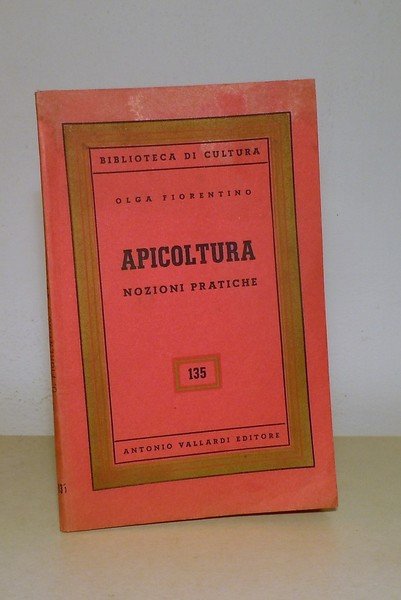 BIBLIOTECA DI CULTURA
OLGA FIORENTINO
APICOLTURA
NOZIONI PRATICHE
135
ANTONIO VALLARDI EDITORE